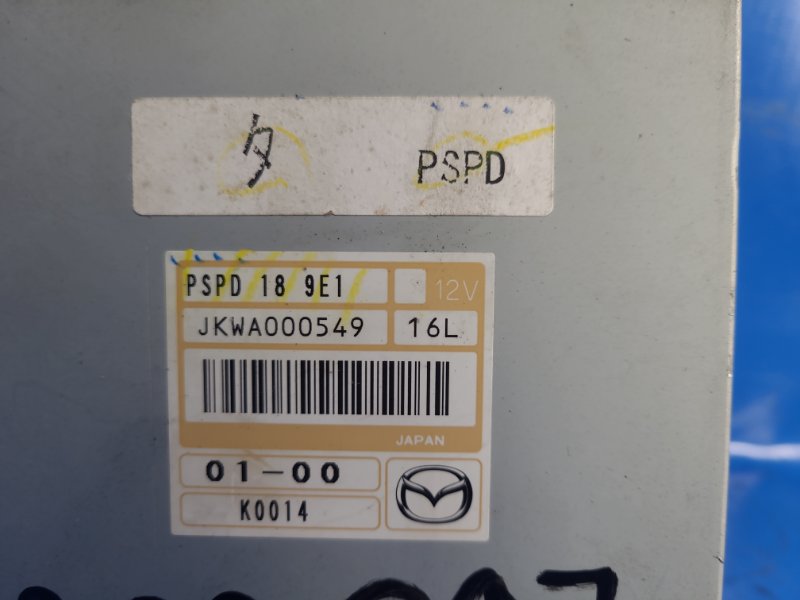 タ PSPD
PSPD 18 9E1 12V
JKWA000549 16L
JAPAN
01-00
K0014